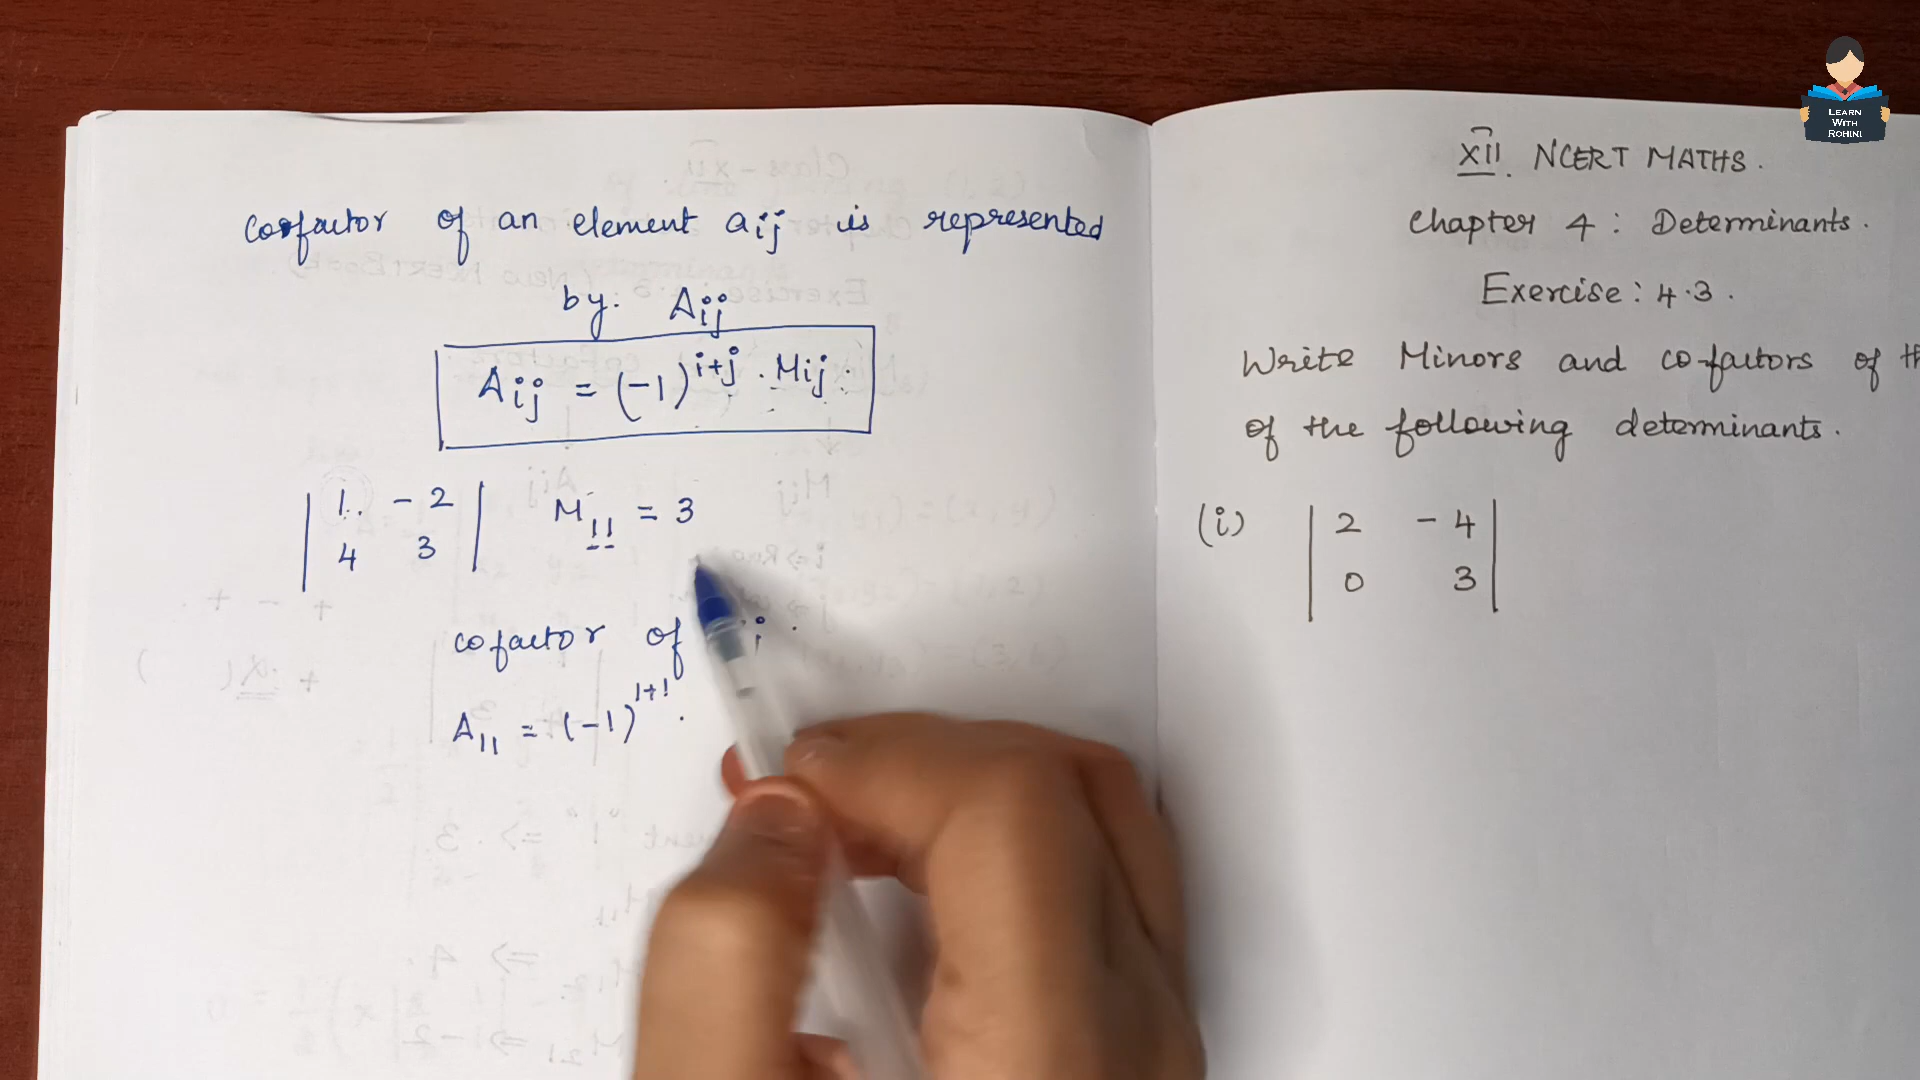 cofactor of an element aij is represented
by. Aij
Aij = (-1)^i+j . Mij.
1 -2 M11 = 3
4 3
cofactor of
A11 = (-1)^1+1 .
XII. NCERT MATHS.
Chapter 4 : Determinants.
Exercise: 4.3.
Write Minors and co-factors of
of the following determinants.
(i) 2 -4
0 3
LEARN
WITH
ROHINI